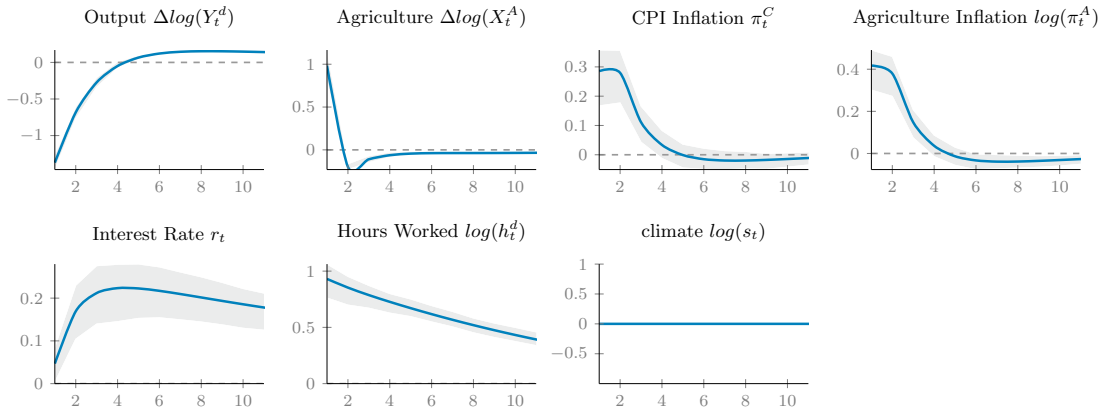 Output Δlog(Y_t^d)
0
−0.5
−1
2 4 6 8 10
Agriculture Δlog(X_t^A)
1
0.5
0
2 4 6 8 10
CPI Inflation π_t^C
0.3
0.2
0.1
0
2 4 6 8 10
Agriculture Inflation log(π_t^A)
0.4
0.2
0
2 4 6 8 10
Interest Rate r_t
0.2
0.1
0
2 4 6 8 10
Hours Worked log(h_t^d)
1
0.5
0
2 4 6 8 10
climate log(s_t)
1
0.5
0
−0.5
2 4 6 8 10